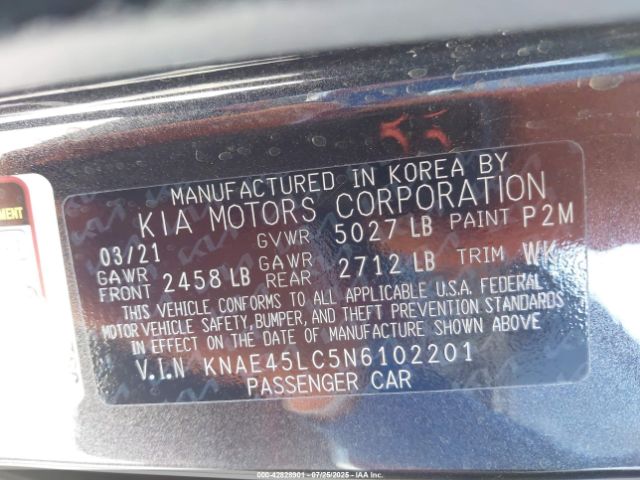 MENT
MANUFACTURED IN KOREA BY
KIA MOTORS CORPORATION
03/21 GVWR 5027 LB PAINT P2M
GAWR FRONT 2458 LB GAWR REAR 2712 LB TRIM WK
THIS VEHICLE CONFORMS TO ALL APPLICABLE U.S.A. FEDERAL
MOTOR VEHICLE SAFETY, BUMPER, AND THEFT PREVENTION STANDARDS
IN EFFECT ON THE DATE OF MANUFACTURE SHOWN ABOVE
V.I.N KNAE45LC5N6102201
PASSENGER CAR
000-42828901 - 07/25/2025 - IAAI